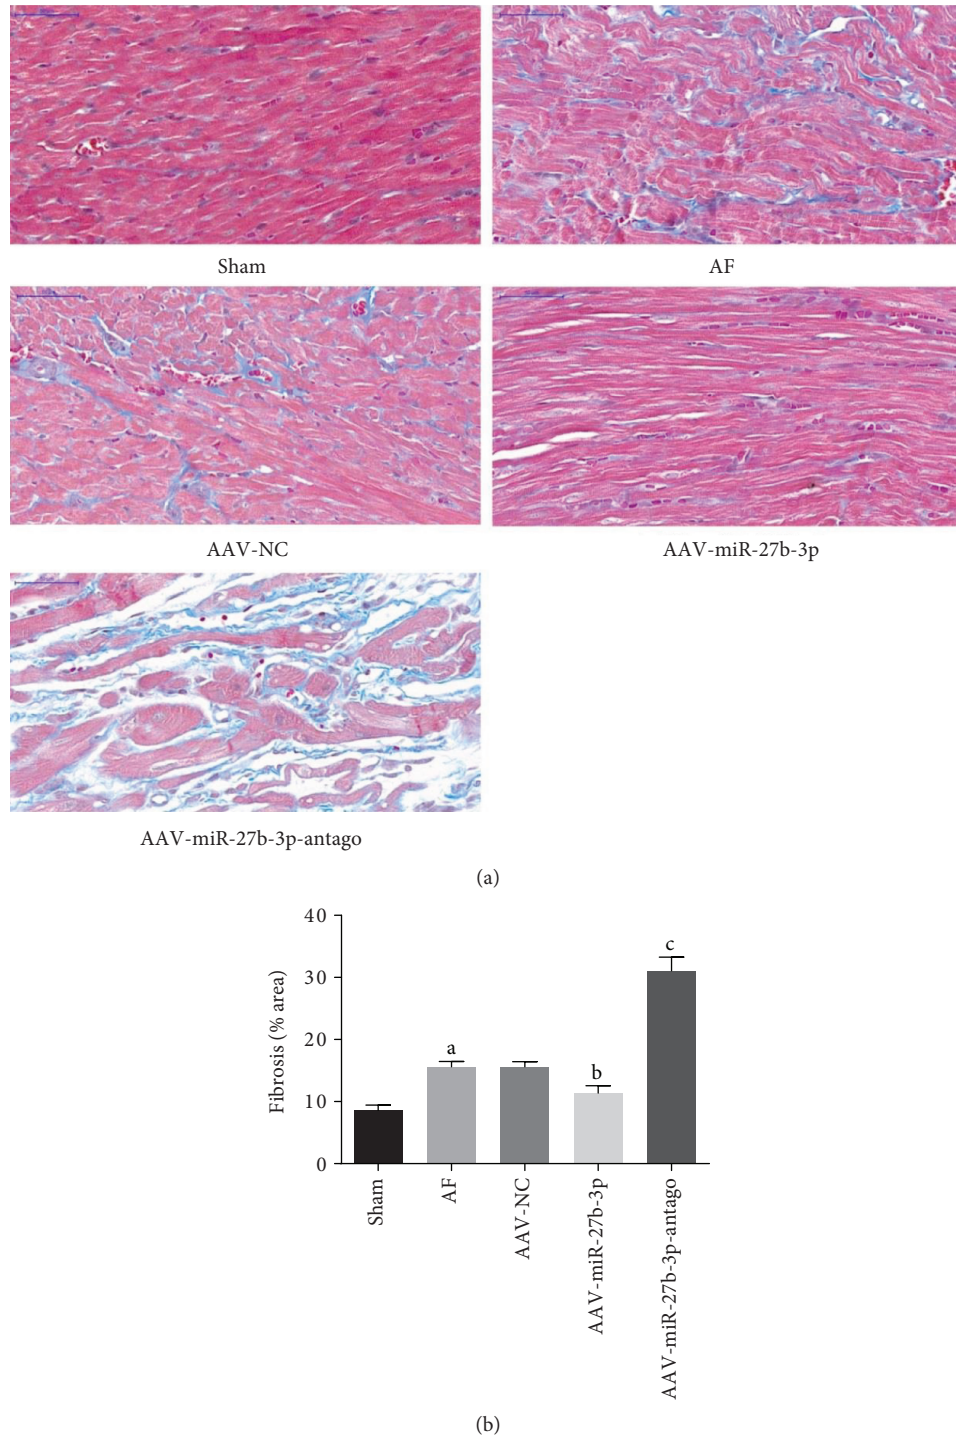 Sham
AF
AAV-NC
AAV-miR-27b-3p
AAV-miR-27b-3p-antago
(a)
Fibrosis (% area)
40
30
20
10
0
a
b
c
Sham
AF
AAV-NC
AAV-miR-27b-3p
AAV-miR-27b-3p-antago
(b)